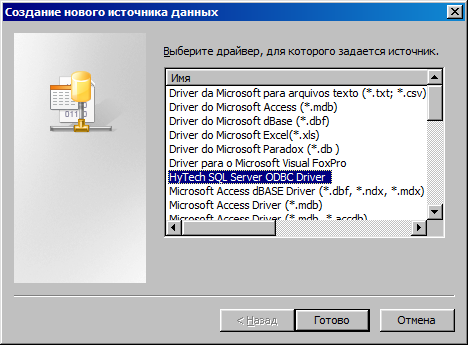 Создание нового источника данных
Выберите драйвер, для которого задается источник.
Имя
Driver da Microsoft para arquivos texto (*.txt; *.csv)
Driver do Microsoft Access (*.mdb)
Driver do Microsoft dBase (*.dbf)
Driver do Microsoft Excel(*.xls)
Driver do Microsoft Paradox (*.db )
Driver para o Microsoft Visual FoxPro
HyTech SQL Server ODBC Driver
Microsoft Access dBASE Driver (*.dbf, *.ndx, *.mdx)
Microsoft Access Driver (*.mdb)
Microsoft Access Driver (*.mdb, *.accdb)
< Назад
Готово
Отмена